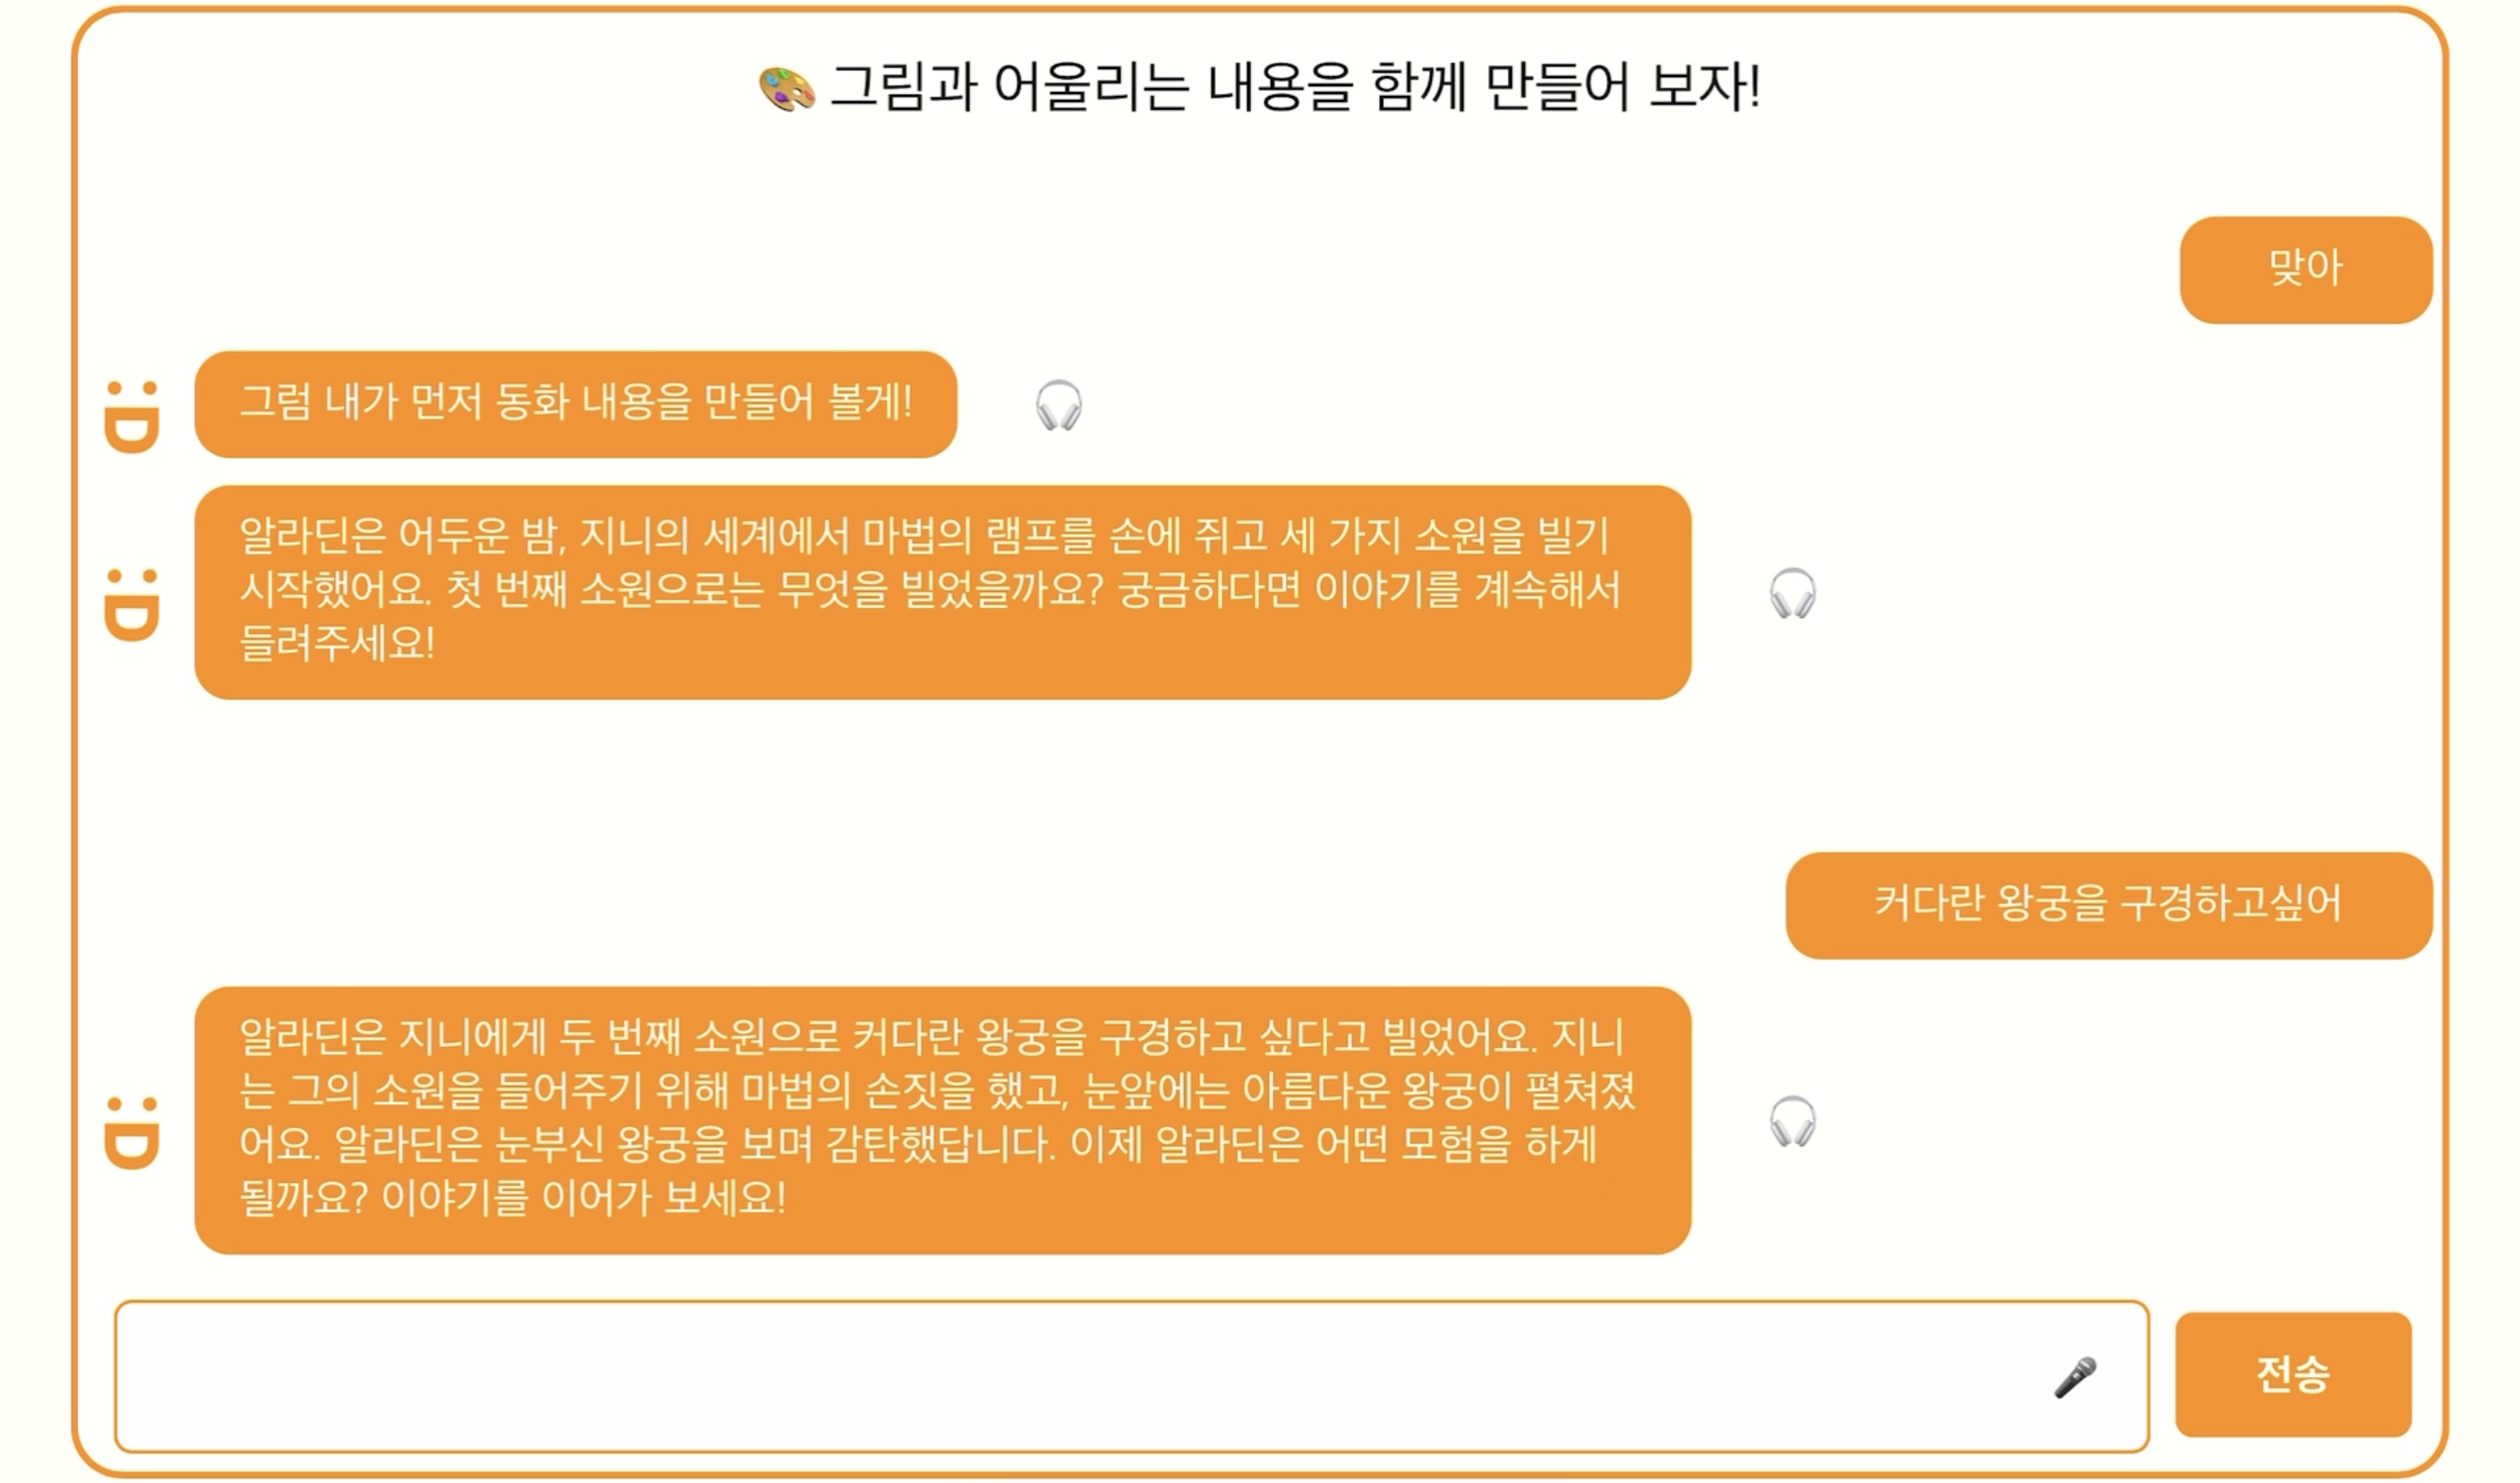 그림과 어울리는 내용을 함께 만들어 보자!
맞아
:D
그럼 내가 먼저 동화 내용을 만들어 볼게!
:D
알라딘은 어두운 밤, 지니의 세계에서 마법의 램프를 손에 쥐고 세 가지 소원을 빌기
시작했어요. 첫 번째 소원으로는 무엇을 빌었을까요? 궁금하다면 이야기를 계속해서
들려주세요!
커다란 왕궁을 구경하고싶어
:D
알라딘은 지니에게 두 번째 소원으로 커다란 왕궁을 구경하고 싶다고 빌었어요. 지니
는 그의 소원을 들어주기 위해 마법의 손짓을 했고, 눈앞에는 아름다운 왕궁이 펼쳐졌
어요. 알라딘은 눈부신 왕궁을 보며 감탄했답니다. 이제 알라딘은 어떤 모험을 하게
될까요? 이야기를 이어가 보세요!
전송